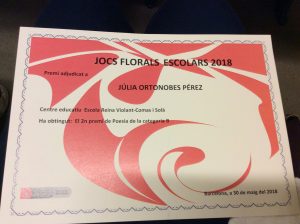 JOCS FLORALS ESCOLARS 2018
Premi adjudicat a
JÚLIA ORTONOBES PÉREZ
Centre educatiu Escola Reina Violant-Comas i Solà
Ha obtingut: El 2n premi de Poesia de la categoria B
Barcelona, a 30 de maig del 2018